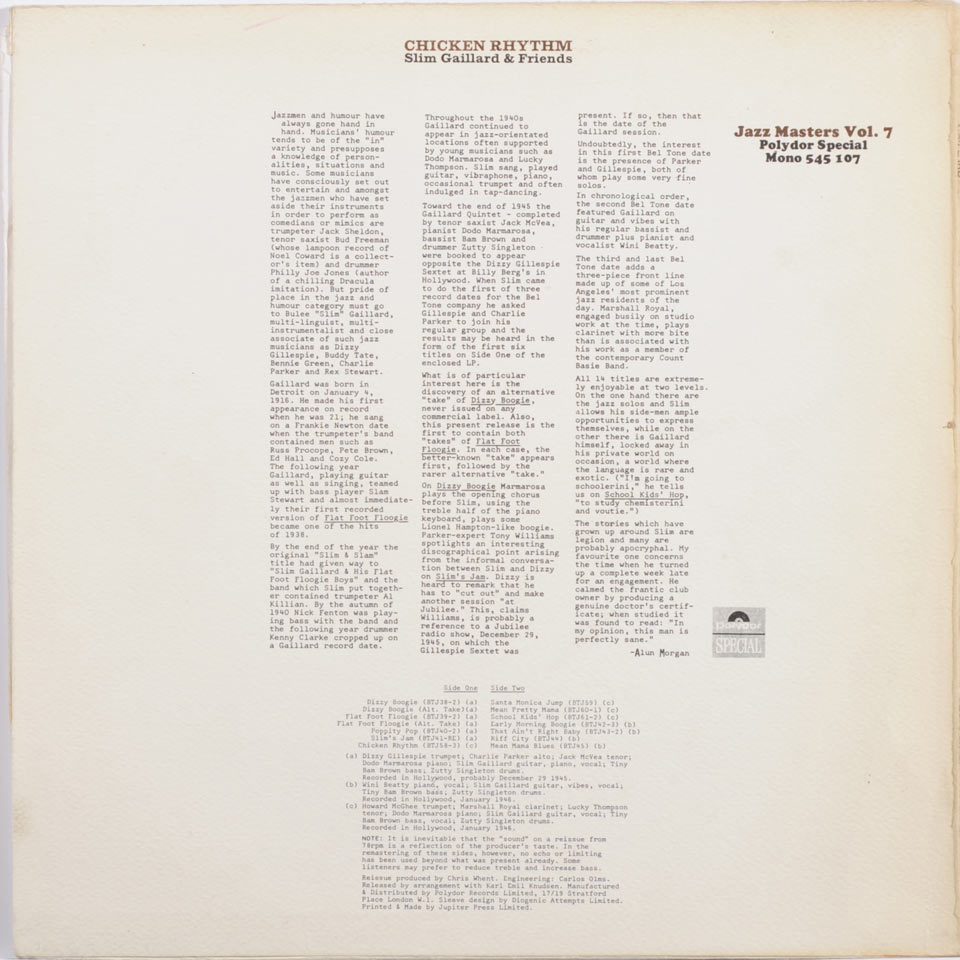 CHICKEN RHYTHM
Slim Gaillard & Friends
Jazzmen and humour have
always gone hand in
hand. Musicians' humour
tends to be of the "in"
variety and presupposes
a knowledge of person-
alities, situations and
music. Some musicians
have consciously set out
to entertain and amongst
the jazzmen who have set
aside their instruments
in order to perform as
comedians or mimics are
trumpeter Jack Sheldon,
tenor saxist Bud Freeman
(whose lampoon record of
Noel Coward is a collect-
or's item) and drummer
Philly Joe Jones (author
of a chilling Dracula
imitation). But pride of
place in the jazz and
humour category must go
to Bulee "Slim" Gaillard,
multi-linguist, multi-
instrumentalist and close
associate of such jazz
musicians as Dizzy
Gillespie, Buddy Tate,
Bennie Green, Charlie
Parker and Rex Stewart.
Gaillard was born in
Detroit on January 4,
1916. He made his first
appearance on record
when he was 21; he sang
on a Frankie Newton date
when the trumpeter's band
contained men such as
Russ Procope, Pete Brown,
Ed Hall and Cozy Cole.
The following year
Gaillard, playing guitar
as well as singing, teamed
up with bass player Slam
Stewart and almost immediate-
ly their first recorded
version of Flat Foot Floogie
became one of the hits
of 1938.
By the end of the year the
original "Slim & Slam"
title had given way to
"Slim Gaillard & His Flat
Foot Floogie Boys" and the
band which Slim put togeth-
er contained trumpeter Al
Killian. By the autumn of
1940 Nick Fenton was play-
ing bass with the band and
the following year drummer
Kenny Clarke cropped up on
a Gaillard record date.
Throughout the 1940s
Gaillard continued to
appear in jazz-orientated
locations often supported
by young musicians such as
Dodo Marmarosa and Lucky
Thompson. Slim sang, played
guitar, vibraphone, piano,
occasional trumpet and often
indulged in tap-dancing.
Toward the end of 1945 the
Gaillard Quintet - completed
by tenor saxist Jack McVea,
pianist Dodo Marmarosa,
bassist Bam Brown and
drummer Zutty Singleton -
were booked to appear
opposite the Dizzy Gillespie
Sextet at Billy Berg's in
Hollywood. When Slim came
to do the first of three
record dates for the Bel
Tone company he asked
Gillespie and Charlie
Parker to join his
regular group and the
results may be heard in the
form of the first six
titles on Side One of the
enclosed LP.
What is of particular
interest here is the
discovery of an alternative
"take" of Dizzy Boogie,
never issued on any
commercial label. Also,
this present release is the
first to contain both
"takes" of Flat Foot
Floogie. In each case, the
better-known "take" appears
first, followed by the
rarer alternative "take."
On Dizzy Boogie Marmarosa
plays the opening chorus
before Slim, using the
treble half of the piano
keyboard, plays some
Lionel Hampton-like boogie.
Parker-expert Tony Williams
spotlights an interesting
discographical point arising
from the informal conversa-
tion between Slim and Dizzy
on Slim's Jam. Dizzy is
heard to remark that he
has to "cut out" and make
another session "at
Jubilee." This, claims
Williams, is probably a
reference to a Jubilee
radio show, December 29,
1945, on which the
Gillespie Sextet was
present. If so, then that
is the date of the
Gaillard session.
Undoubtedly, the interest
in this first Bel Tone date
is the presence of Parker
and Gillespie, both of
whom play some very fine
solos.
In chronological order,
the second Bel Tone date
featured Gaillard on
guitar and vibes with
his regular bassist and
drummer plus pianist and
vocalist Wini Beatty.
The third and last Bel
Tone date adds a
three-piece front line
made up of some of Los
Angeles' most prominent
jazz residents of the
day. Marshall Royal,
engaged busily on studio
work at the time, plays
clarinet with more bite
than is associated with
his work as a member of
the contemporary Count
Basie Band.
All 14 titles are extreme-
ly enjoyable at two levels.
On the one hand there are
the jazz solos and Slim
allows his side-men ample
opportunities to express
themselves, while on the
other there is Gaillard
himself, locked away in
his private world on
occasion, a world where
the language is rare and
exotic. ("I'm going to
schoolerini," he tells
us on School Kids' Hop,
"to study chemisterini
and voutie.")
The stories which have
grown up around Slim are
legion and many are
probably apocryphal. My
favourite one concerns
the time when he turned
up a complete week late
for an engagement. He
calmed the frantic club
owner by producing a
genuine doctor's certif-
icate; when studied it
was found to read: "In
my opinion, this man is
perfectly sane."
-Alun Morgan
Jazz Masters Vol. 7
Polydor Special
Mono 545 107
polydor
SPECIAL
Side One
Dizzy Boogie (BTJ38-2) (a)
Dizzy Boogie (Alt. Take)(a)
Flat Foot Floogie (BTJ39-2) (a)
Flat Foot Floogie (Alt. Take) (a)
Poppity Pop (BTJ40-2) (a)
Slim's Jam (BTJ41-RE) (a)
Chicken Rhythm (BTJ58-3) (c)
Side Two
Santa Monica Jump (BTJ59) (c)
Mean Pretty Mama (BTJ60-1) (c)
School Kids' Hop (BTJ61-2) (c)
Early Morning Boogie (BTJ42-3) (b)
That Ain't Right Baby (BTJ43-2) (b)
Riff City (BTJ44) (b)
Mean Mama Blues (BTJ45) (b)
(a) Dizzy Gillespie trumpet; Charlie Parker alto; Jack McVea tenor;
Dodo Marmarosa piano; Slim Gaillard guitar, piano, vocal; Tiny
Bam Brown bass; Zutty Singleton drums.
Recorded in Hollywood, probably December 29 1945.
(b) Wini Beatty piano, vocal; Slim Gaillard guitar, vibes, vocal;
Tiny Bam Brown bass; Zutty Singleton drums.
Recorded in Hollywood, January 1946.
(c) Howard McGhee trumpet; Marshall Royal clarinet; Lucky Thompson
tenor; Dodo Marmarosa piano; Slim Gaillard guitar, vocal; Tiny
Bam Brown bass, vocal; Zutty Singleton drums.
Recorded in Hollywood, January 1946.
NOTE: It is inevitable that the "sound" on a reissue from
78rpm is a reflection of the producer's taste. In the
remastering of these sides, however, no echo or limiting
has been used beyond what was present already. Some
listeners may prefer to reduce treble and increase bass.
Reissue produced by Chris Whent. Engineering: Carlos Olms.
Released by arrangement with Karl Emil Knudsen. Manufactured
& Distributed by Polydor Records Limited, 17/19 Stratford
Place London W.1. Sleeve design by Diogenic Attempts Limited.
Printed & Made by Jupiter Press Limited.